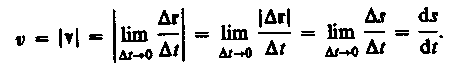 v = |v| = |lim_{Δt→0} Δr/Δt| = lim_{Δt→0} |Δr|/Δt = lim_{Δt→0} Δs/Δt = ds/dt.